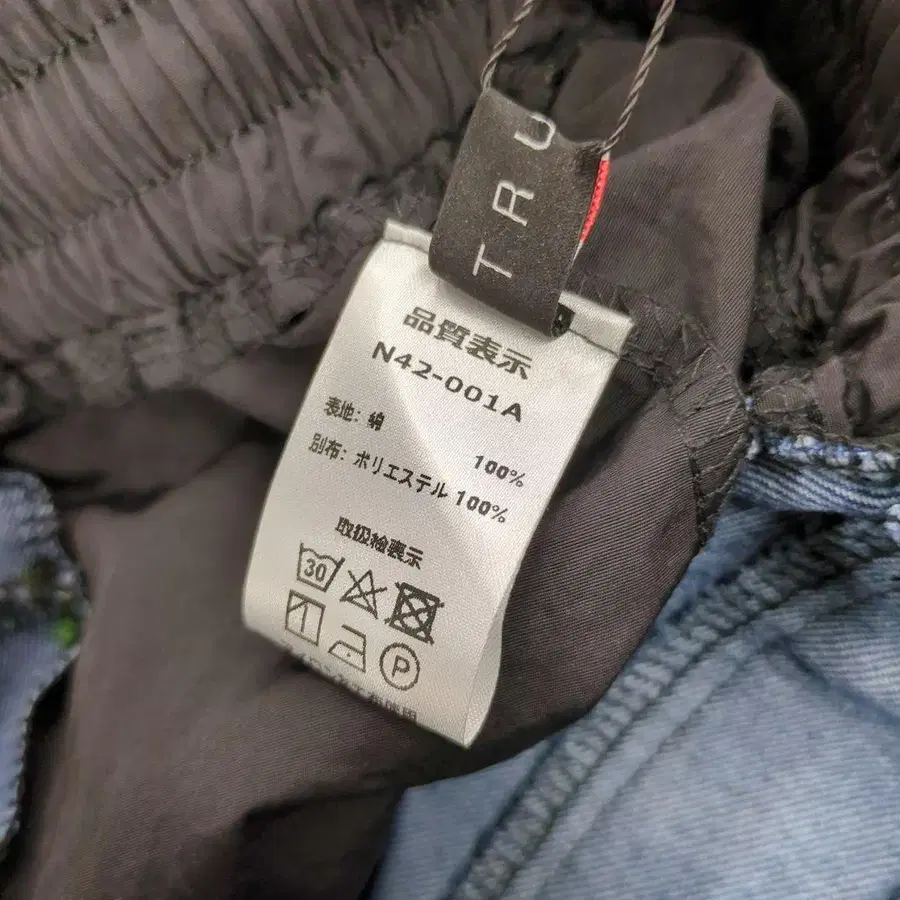 TRU
品質表示
N42-001A
表地: 綿 100%
別布: ポリエステル 100%
取扱絵表示
30
P